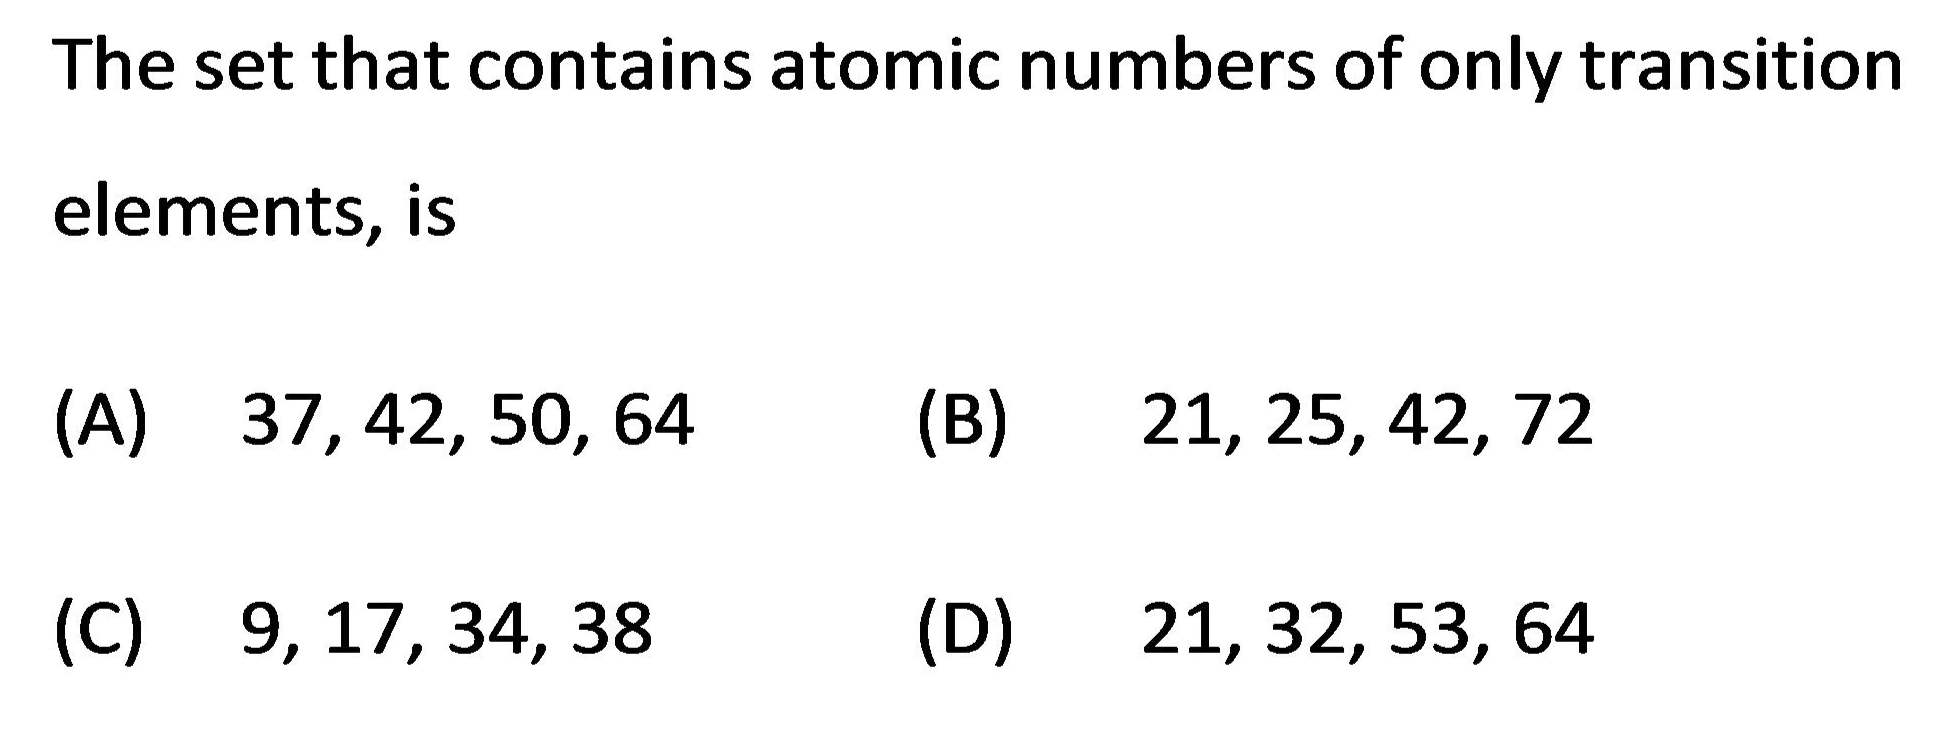 The set that contains atomic numbers of only transition
elements, is
(A) 37, 42, 50, 64 (B) 21, 25, 42, 72
(C) 9, 17, 34, 38 (D) 21, 32, 53, 64